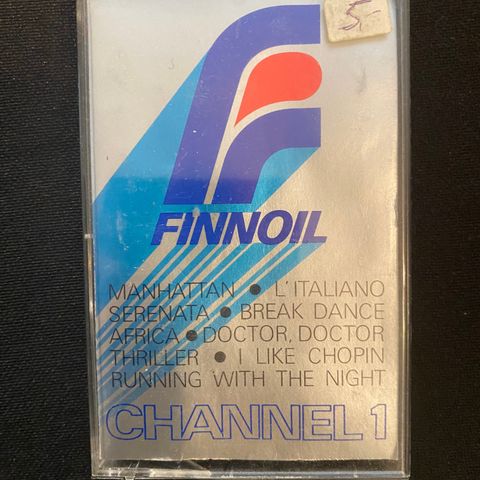 5,-
FINNOIL
MANHATTAN • L'ITALIANO
SERENATA • BREAK DANCE
AFRICA • DOCTOR, DOCTOR
THRILLER • I LIKE CHOPIN
RUNNING WITH THE NIGHT
CHANNEL 1